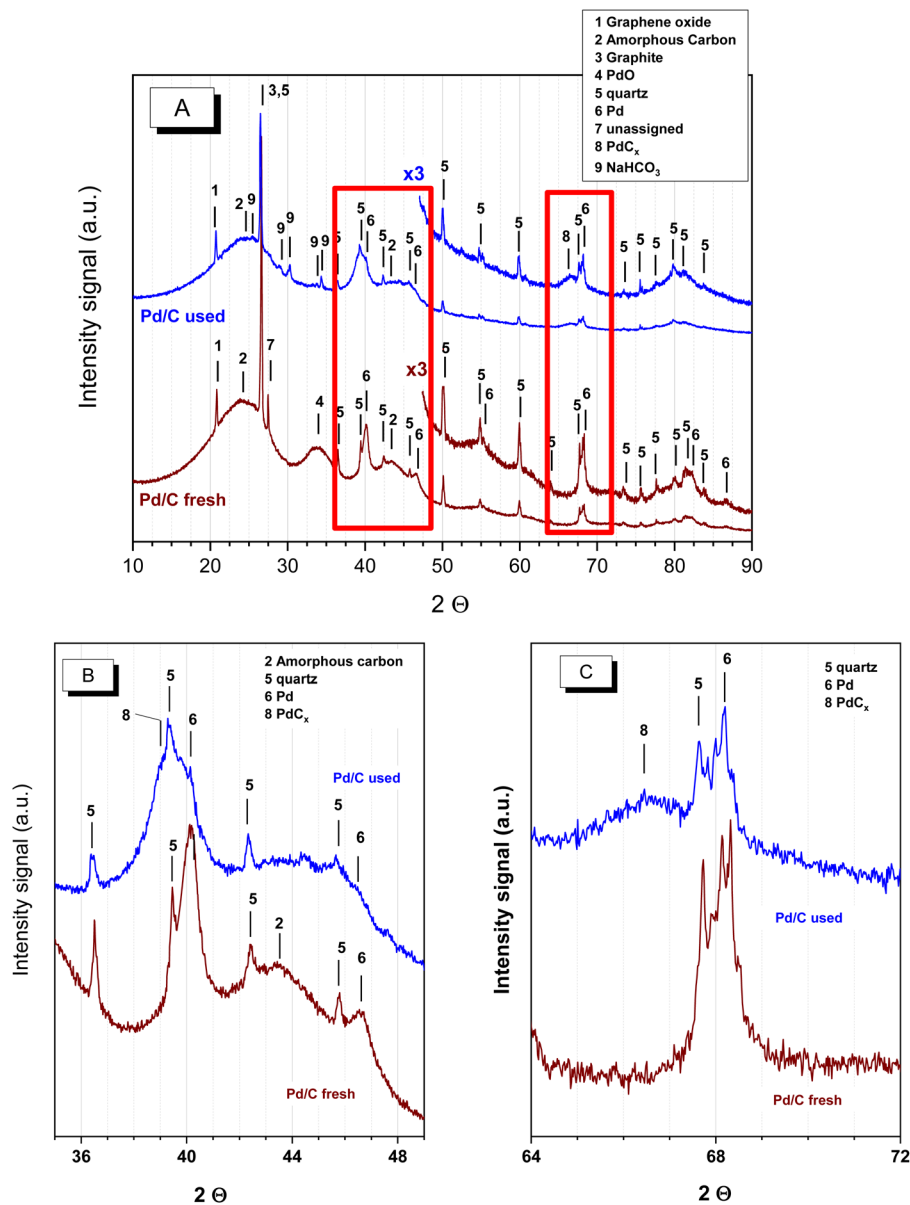 1 Graphene oxide
2 Amorphous Carbon
3 Graphite
4 PdO
5 quartz
6 Pd
7 unassigned
8 PdCx
9 NaHCO3
A
3,5
1
2
9
9
9
9
9
5
5
6
5
2
5
6
x3
5
5
5
8
5
6
5
5
5
5
5
5
Pd/C used
1
2
7
4
5
5
6
5
2
5
6
x3
5
5
6
5
5
5
6
5
5
5
5
5
6
5
6
Pd/C fresh
Intensity signal (a.u.)
10 20 30 40 50 60 70 80 90
2 Θ
B
2 Amorphous carbon
5 quartz
6 Pd
8 PdCx
5
8
5
6
5
5
6
Pd/C used
5
6
5
2
5
6
Pd/C fresh
Intensity signal (a.u.)
36 40 44 48
2 Θ
C
5 quartz
6 Pd
8 PdCx
8
5
6
Pd/C used
Pd/C fresh
Intensity signal (a.u.)
64 68 72
2 Θ